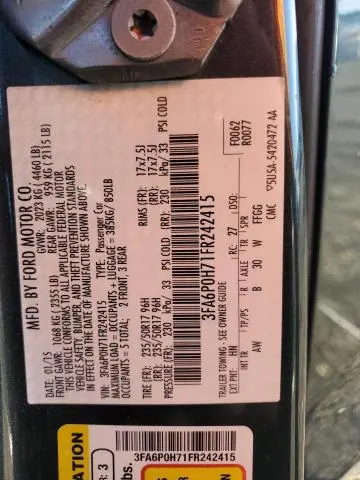 MFD. BY FORD MOTOR CO.
GVWR: 2023 KG ( 4460 LB)
959 KG ( 2115 LB)
DATE: 01/15
FRONT GAWR: 1068 KG ( 2355 LB)
THIS VEHICLE CONFORMS TO ALL APPLICABLE FEDERAL MOTOR
VEHICLE SAFETY, BUMPER, AND THEFT PREVENTION STANDARDS
IN EFFECT ON THE DATE OF MANUFACTURE SHOWN ABOVE.
VIN: 3FA6P0H71FR242415
TYPE: Passenger Car
MAXIMUM LOAD= OCCUPANTS + LUGGAGE = 385KG/ 850LB
OCCUPANTS = 5 TOTAL: 2 FRONT, 3 REAR
TIRE (FR) 235/50R17 96H RIMS (FR): 17x7.5J
(RR) 235/50R17 96H (RR): 17x7.5J
PRESSURE(FR) 230 kPa/ 33 PSI COLD (RR): 230 kPa/ 33 PSI COLD
3FA6P0H71FR242415
F0062
R0077
TRAILER TOWING - SEE OWNER GUIDE
EXT PNT: HN RC: 27 DSO:
INT TR TP/PS R AXLE TR SPR
AW B 30 W FFGG
CMC 5U5A-5420472-AA
3FA6P0H71FR242415